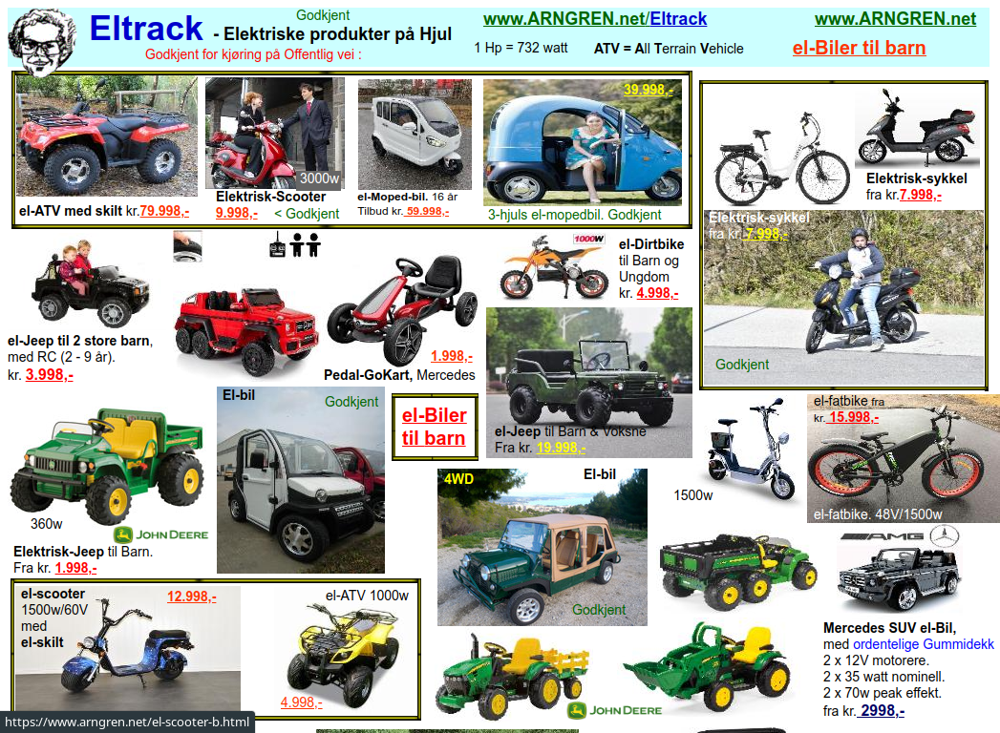 Godkjent
Eltrack - Elektriske produkter på Hjul
Godkjent for kjøring på Offentlig vei :
www.ARNGREN.net/Eltrack
1 Hp = 732 watt
ATV = All Terrain Vehicle
www.ARNGREN.net
el-Biler til barn
el-ATV med skilt kr.79.998,-
3000w
Elektrisk-Scooter
9.998,- < Godkjent
el-Moped-bil. 16 år
Tilbud kr. 59.998,-
39.998,-
3-hjuls el-mopedbil. Godkjent
Elektrisk-sykkel
fra kr.7.998,-
Elektrisk-sykkel
fra kr. 7.998,-
Godkjent
el-Jeep til 2 store barn,
med RC (2 - 9 år).
kr. 3.998,-
1.998,-
Pedal-GoKart, Mercedes
1000W
el-Dirtbike
til Barn og
Ungdom
kr. 4.998,-
el-Jeep til Barn & Voksne
Fra kr. 19.998,-
360w
JOHN DEERE
Elektrisk-Jeep til Barn.
Fra kr. 1.998,-
El-bil
Godkjent
el-Biler
til barn
4WD
El-bil
Godkjent
1500w
el-fatbike fra
kr. 15.998,-
el-fatbike. 48V/1500w
AMG
Mercedes SUV el-Bil,
med ordentelige Gummidekk
2 x 12V motorere.
2 x 35 watt nominell.
2 x 70w peak effekt.
fra kr. 2998,-
el-scooter
1500w/60V
med
el-skilt
12.998,-
el-ATV 1000w
4.998,-
JOHN DEERE
https://www.arngren.net/el-scooter-b.html